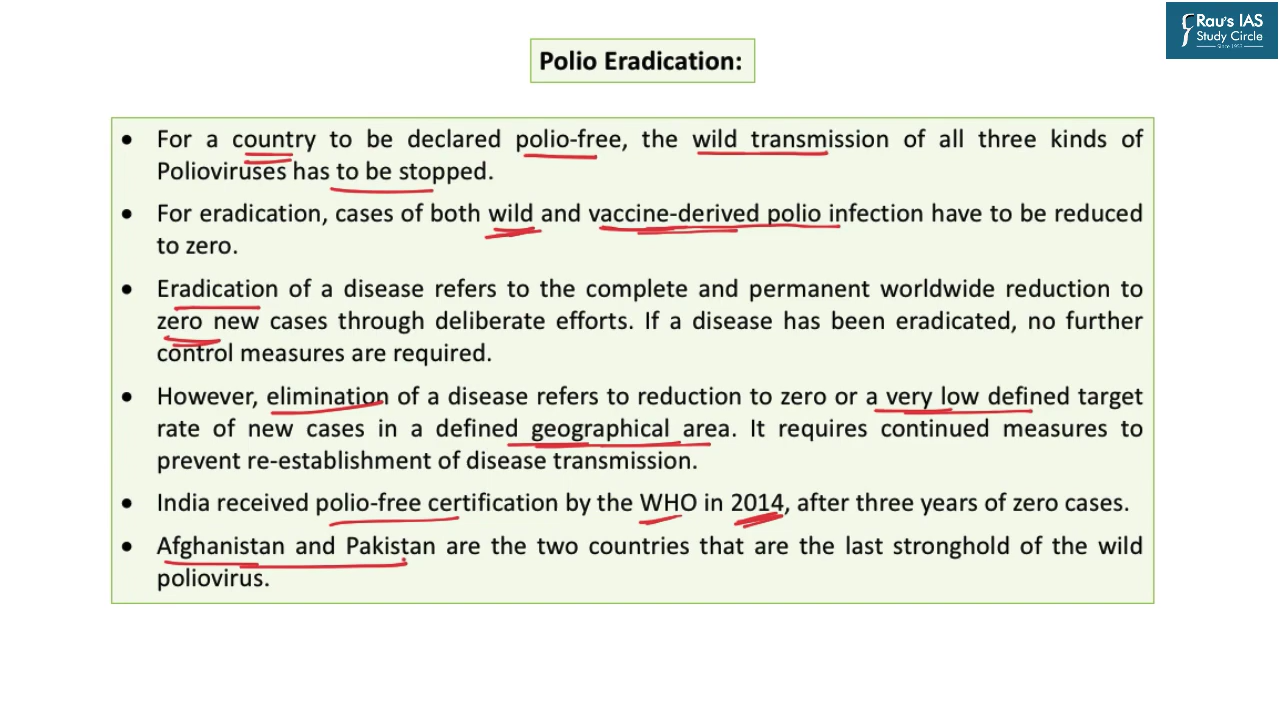 Rau's IAS
Study Circle
Since 1953
Polio Eradication:
• For a country to be declared polio-free, the wild transmission of all three kinds of
Polioviruses has to be stopped.
• For eradication, cases of both wild and vaccine-derived polio infection have to be reduced
to zero.
• Eradication of a disease refers to the complete and permanent worldwide reduction to
zero new cases through deliberate efforts. If a disease has been eradicated, no further
control measures are required.
• However, elimination of a disease refers to reduction to zero or a very low defined target
rate of new cases in a defined geographical area. It requires continued measures to
prevent re-establishment of disease transmission.
• India received polio-free certification by the WHO in 2014, after three years of zero cases.
• Afghanistan and Pakistan are the two countries that are the last stronghold of the wild
poliovirus.